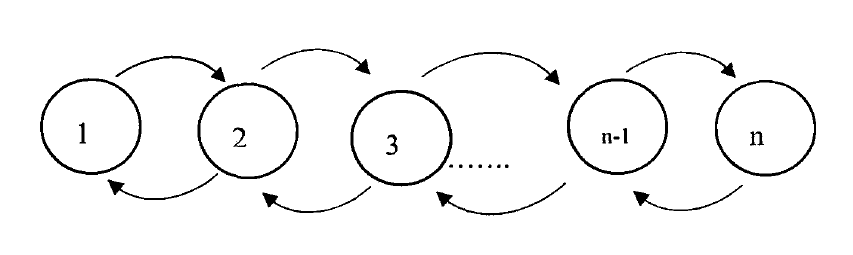 1 2 3 ....... n-1 n